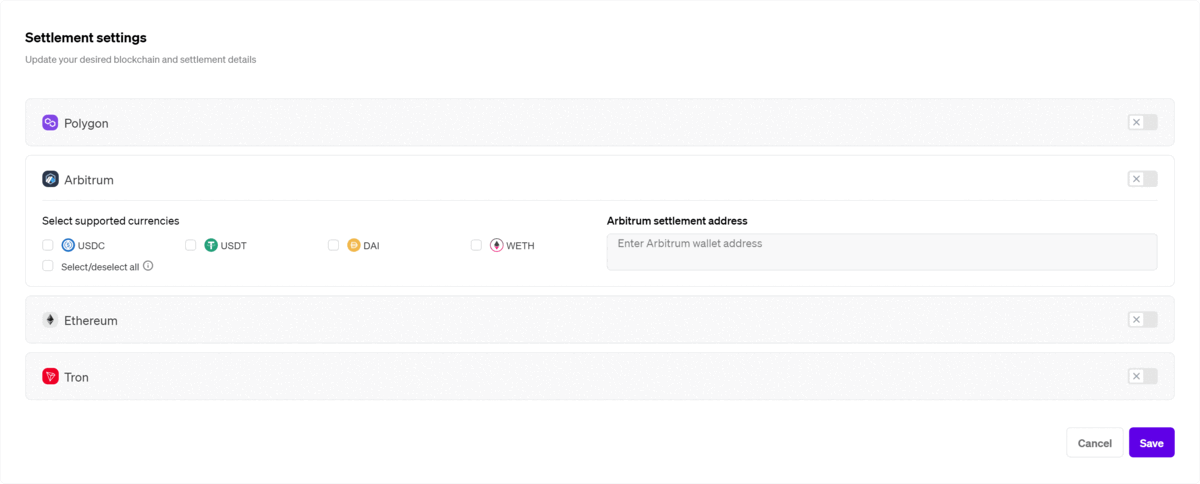 Settlement settings
Update your desired blockchain and settlement details
Polygon
Arbitrum
Select supported currencies
USDC USDT DAI WETH
Select/deselect all
Arbitrum settlement address
Enter Arbitrum wallet address
Ethereum
Tron
Cancel Save